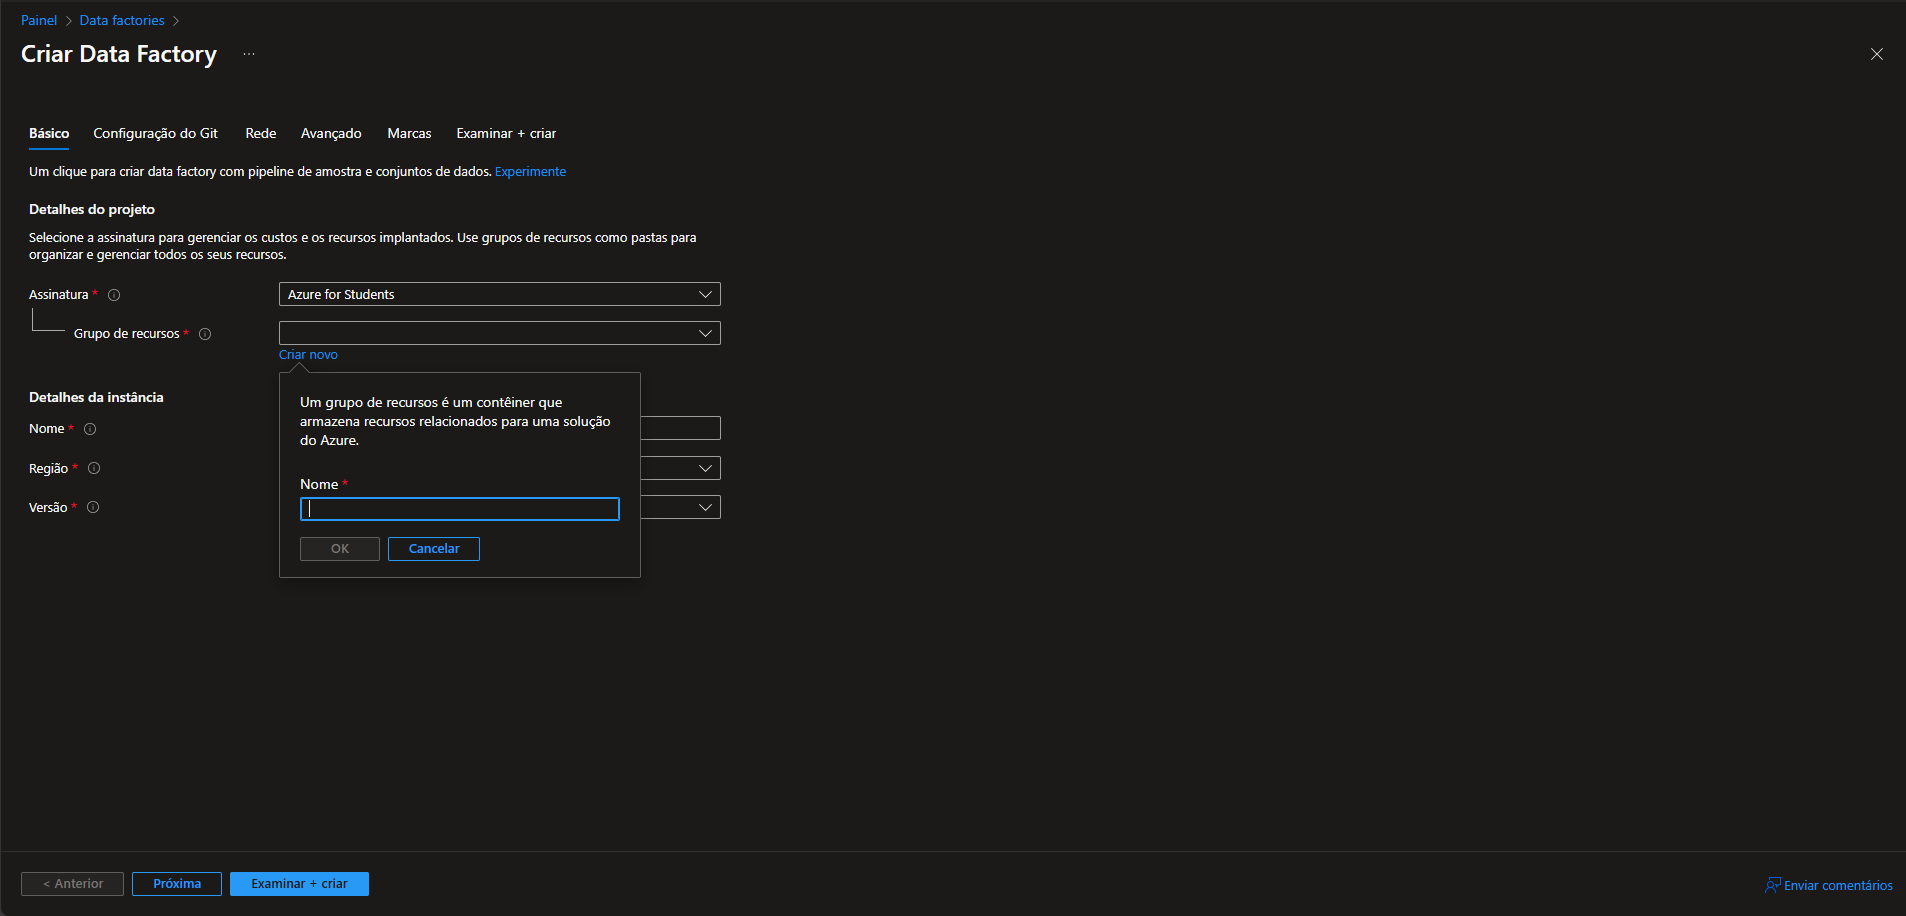 Painel > Data factories >
Criar Data Factory ...
Básico Configuração do Git Rede Avançado Marcas Examinar + criar
Um clique para criar data factory com pipeline de amostra e conjuntos de dados. Experimente
Detalhes do projeto
Selecione a assinatura para gerenciar os custos e os recursos implantados. Use grupos de recursos como pastas para
organizar e gerenciar todos os seus recursos.
Assinatura * Azure for Students
Grupo de recursos *
Criar novo
Um grupo de recursos é um contêiner que
armazena recursos relacionados para uma solução
do Azure.
Nome *
OK Cancelar
Detalhes da instância
Nome *
Região *
Versão *
< Anterior Próxima Examinar + criar Enviar comentários